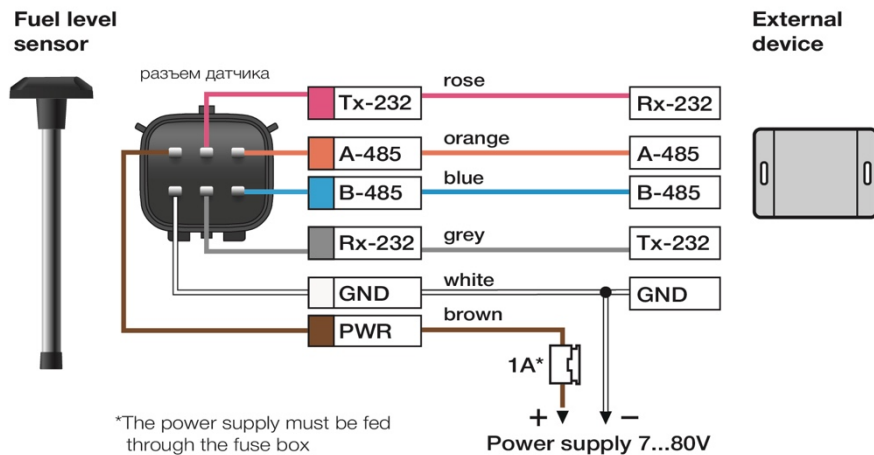 Fuel level
sensor
External
device
разъем датчика
Tx-232
rose
Rx-232
A-485
orange
A-485
B-485
blue
B-485
Rx-232
grey
Tx-232
GND
white
GND
PWR
brown
1A*
+
–
*The power supply must be fed
through the fuse box
Power supply 7...80V